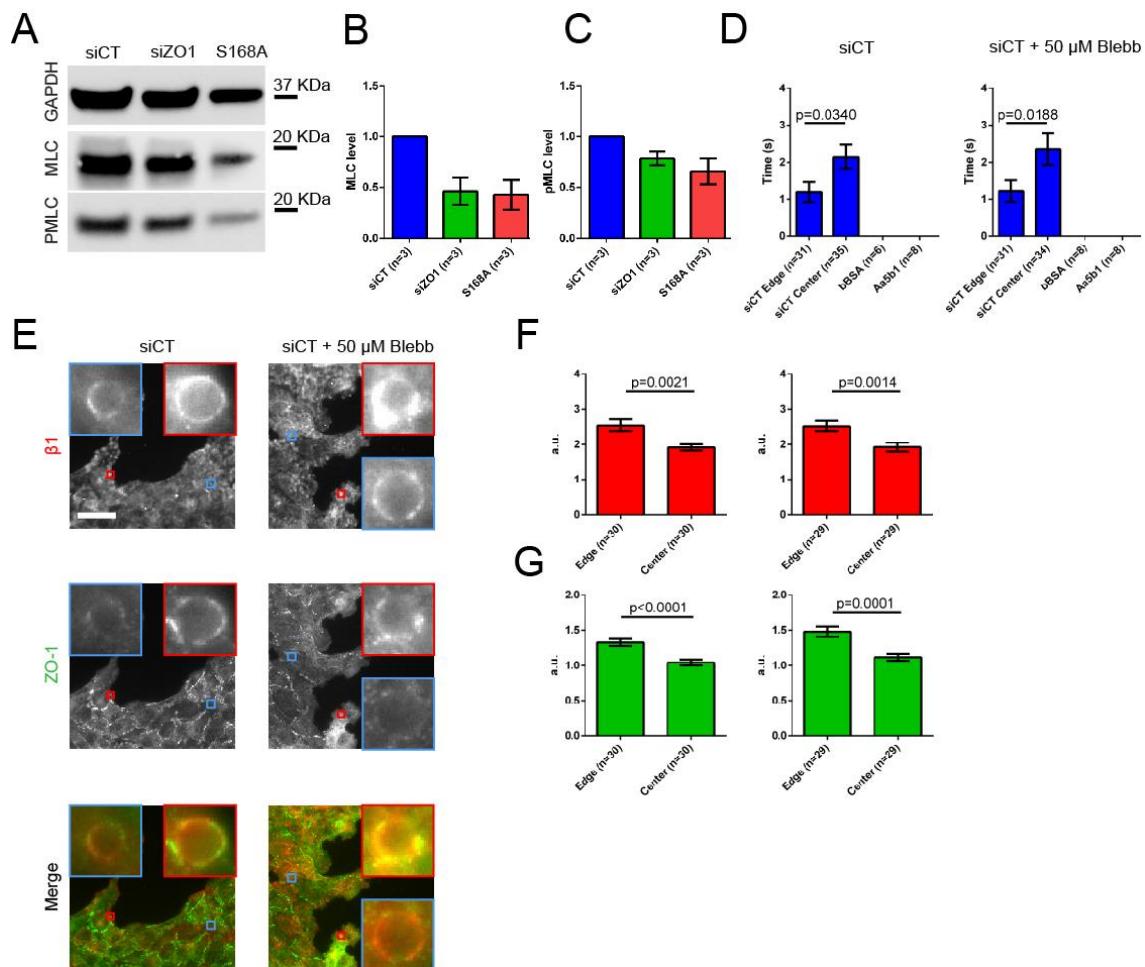 A
siCT siZO1 S168A
GAPDH
37 KDa
MLC
20 KDa
PMLC
20 KDa
B
MLC level
1.5
1.0
0.5
0.0
siCT (n=3)
siZO1 (n=3)
S168A (n=3)
C
pMLC level
1.5
1.0
0.5
0.0
siCT (n=3)
siZO1 (n=3)
S168A (n=3)
D
siCT
Time (s)
4
3
2
1
0
p=0.0340
siCT Edge (n=31)
siCT Center (n=35)
bBSA (n=6)
Aa5b1 (n=8)
siCT + 50 µM Blebb
Time (s)
4
3
2
1
0
p=0.0188
siCT Edge (n=31)
siCT Center (n=34)
bBSA (n=8)
Aa5b1 (n=8)
E
siCT
siCT + 50 µM Blebb
β1
ZO-1
Merge
F
a.u.
4
3
2
1
0
p=0.0021
Edge (n=30)
Center (n=30)
a.u.
4
3
2
1
0
p=0.0014
Edge (n=29)
Center (n=29)
G
a.u.
2.0
1.5
1.0
0.5
0.0
p<0.0001
Edge (n=30)
Center (n=30)
a.u.
2.0
1.5
1.0
0.5
0.0
p=0.0001
Edge (n=29)
Center (n=29)